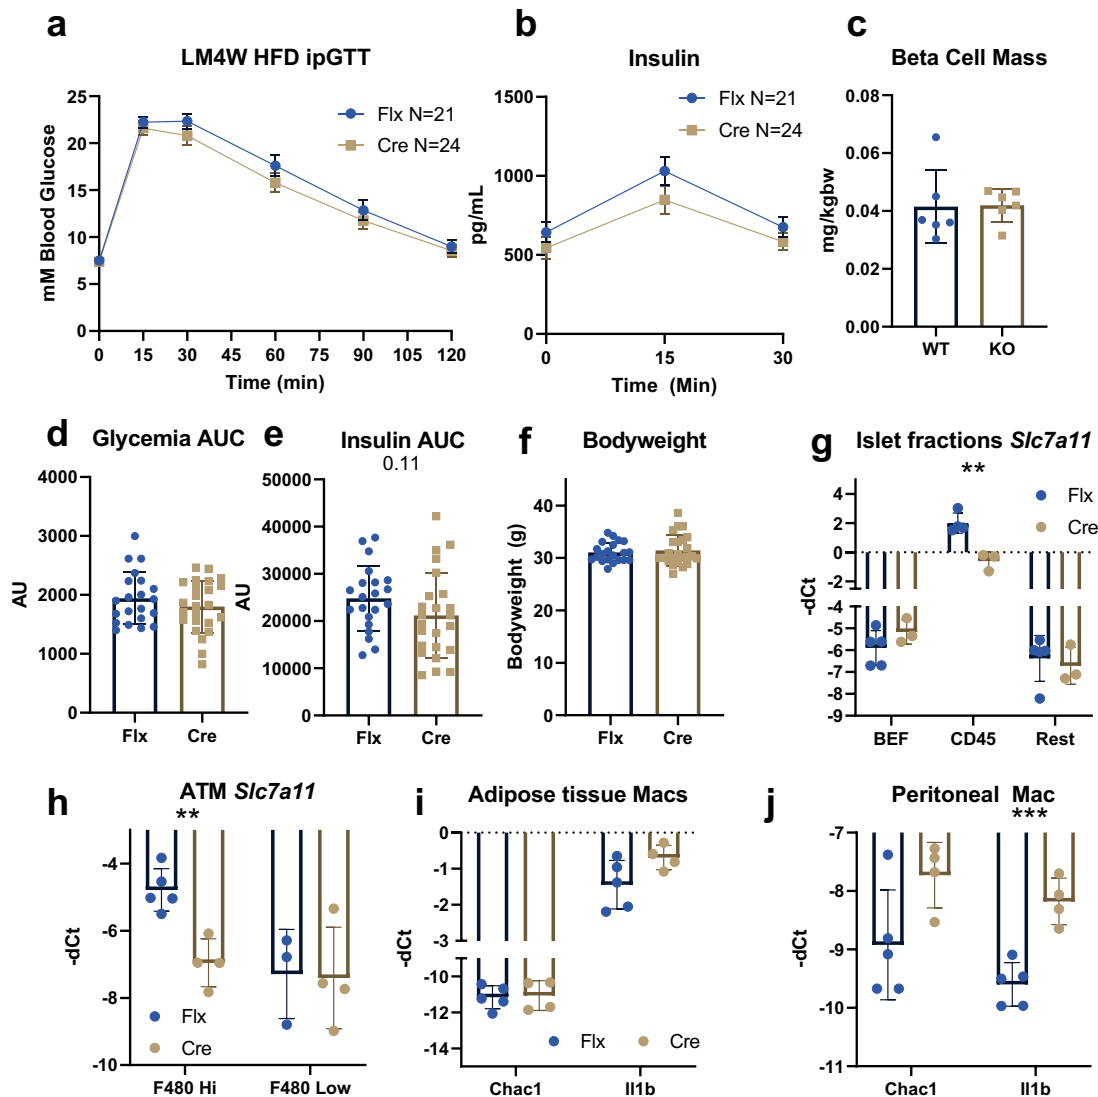 a
LM4W HFD ipGTT
25
20
15
10
5
0
mM Blood Glucose
0 15 30 45 60 75 90 105 120
Time (min)
Flx N=21
Cre N=24
b
Insulin
1500
1000
500
0
pg/mL
0 15 30
Time (Min)
Flx N=21
Cre N=24
c
Beta Cell Mass
0.08
0.06
0.04
0.02
0.00
mg/kgbw
WT KO
d
Glycemia AUC
4000
3000
2000
1000
0
AU
Flx Cre
e
Insulin AUC
0.11
50000
40000
30000
20000
10000
0
AU
Flx Cre
f
Bodyweight
40
30
20
10
0
Bodyweight (g)
Flx Cre
g
Islet fractions Slc7a11
**
4
2
0
-2
-4
-5
-6
-7
-8
-9
-dCt
Flx
Cre
BEF CD45 Rest
h
ATM Slc7a11
**
-4
-6
-8
-10
-dCt
Flx
Cre
F480 Hi F480 Low
i
Adipose tissue Macs
0
-1
-2
-3
-10
-12
-14
-dCt
Flx Cre
Chac1 Il1b
j
Peritoneal Mac
***
-7
-8
-9
-10
-11
-dCt
Chac1 Il1b